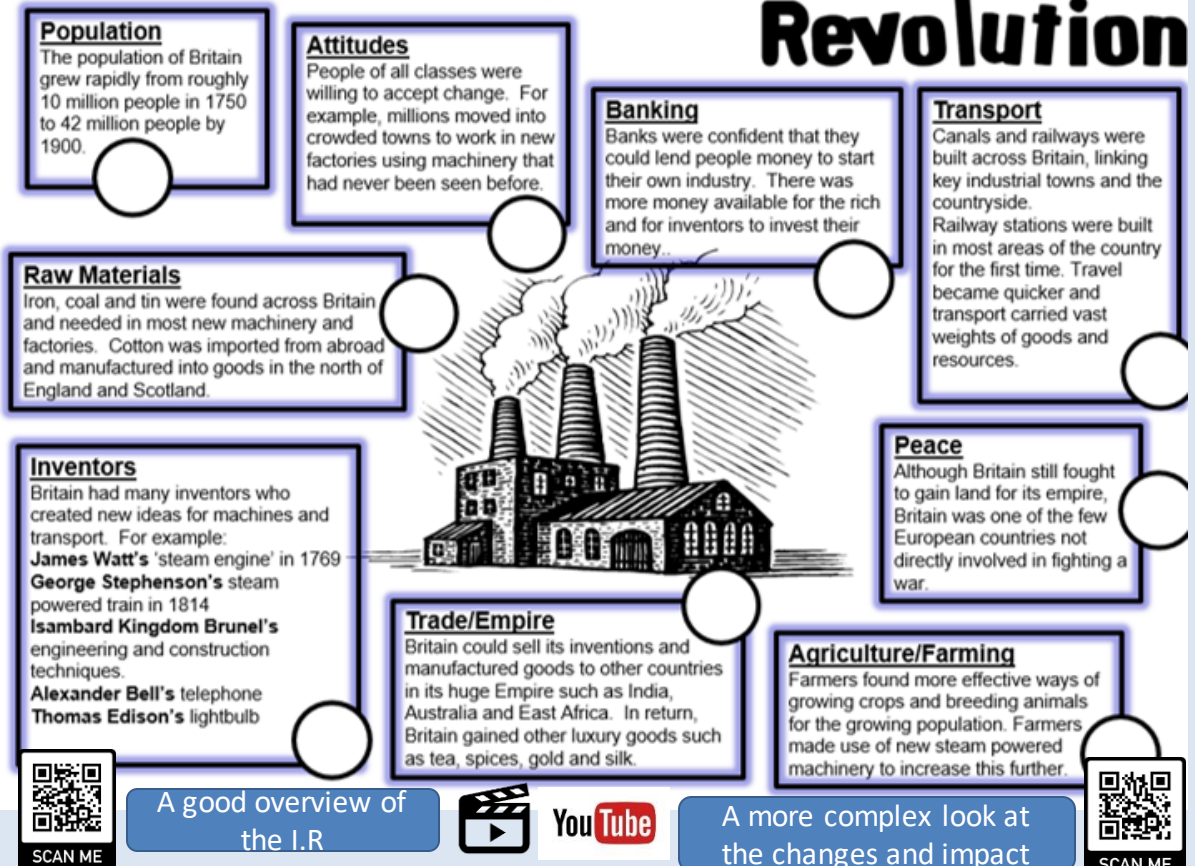 Revolution
Population
The population of Britain
grew rapidly from roughly
10 million people in 1750
to 42 million people by
1900.
Attitudes
People of all classes were
willing to accept change. For
example, millions moved into
crowded towns to work in new
factories using machinery that
had never been seen before.
Banking
Banks were confident that they
could lend people money to start
their own industry. There was
more money available for the rich
and for inventors to invest their
money..
Transport
Canals and railways were
built across Britain, linking
key industrial towns and the
countryside.
Railway stations were built
in most areas of the country
for the first time. Travel
became quicker and
transport carried vast
weights of goods and
resources.
Raw Materials
Iron, coal and tin were found across Britain
and needed in most new machinery and
factories. Cotton was imported from abroad
and manufactured into goods in the north of
England and Scotland.
Peace
Although Britain still fought
to gain land for its empire,
Britain was one of the few
European countries not
directly involved in fighting a
war.
Inventors
Britain had many inventors who
created new ideas for machines and
transport. For example:
James Watt's 'steam engine' in 1769
George Stephenson's steam
powered train in 1814
Isambard Kingdom Brunel's
engineering and construction
techniques.
Alexander Bell's telephone
Thomas Edison's lightbulb
Trade/Empire
Britain could sell its inventions and
manufactured goods to other countries
in its huge Empire such as India,
Australia and East Africa. In return,
Britain gained other luxury goods such
as tea, spices, gold and silk.
Agriculture/Farming
Farmers found more effective ways of
growing crops and breeding animals
for the growing population. Farmers
made use of new steam powered
machinery to increase this further.
SCAN ME
A good overview of
the I.R
YouTube
A more complex look at
the changes and impact
SCAN ME